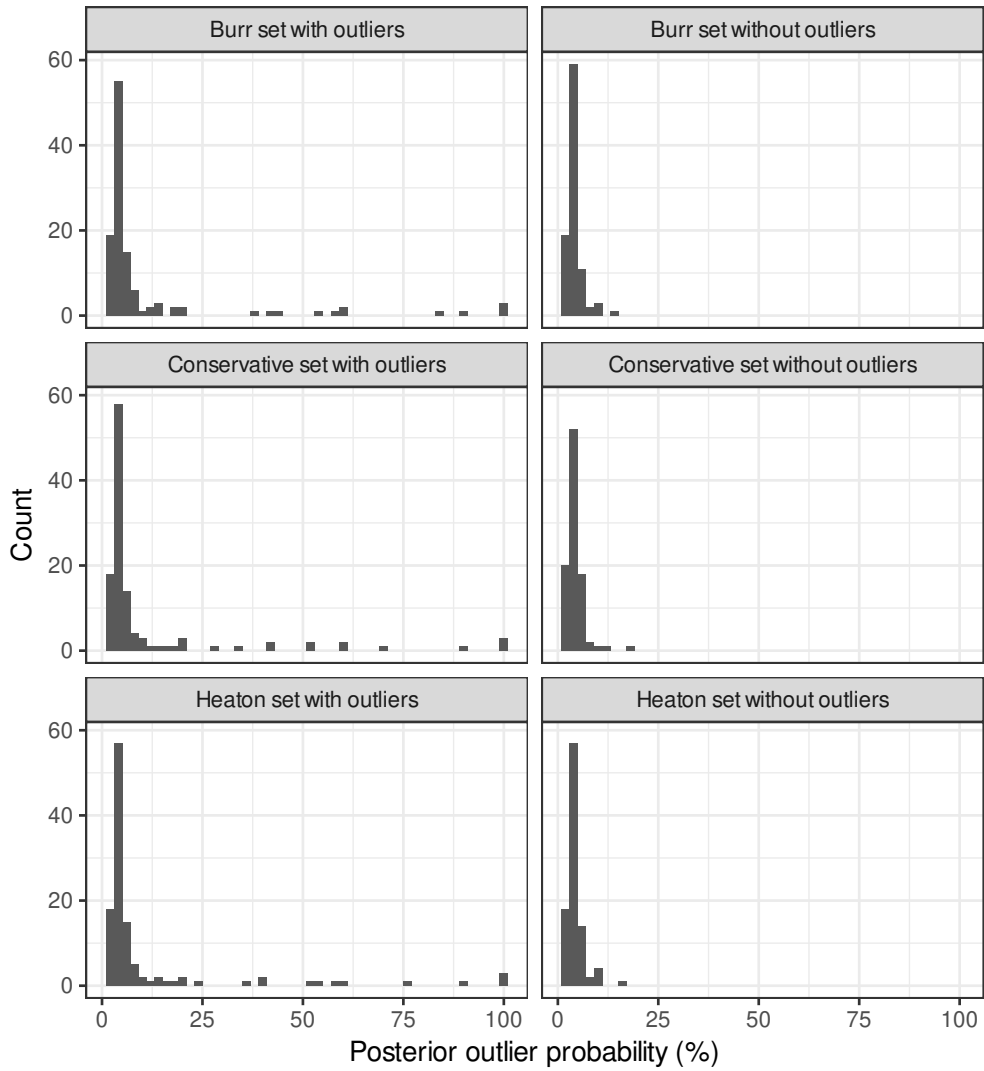 Burr set with outliers
Burr set without outliers
60
40
20
0
Conservative set with outliers
Conservative set without outliers
60
40
20
0
Count
Heaton set with outliers
Heaton set without outliers
60
40
20
0
0 25 50 75 100
0 25 50 75 100
Posterior outlier probability (%)